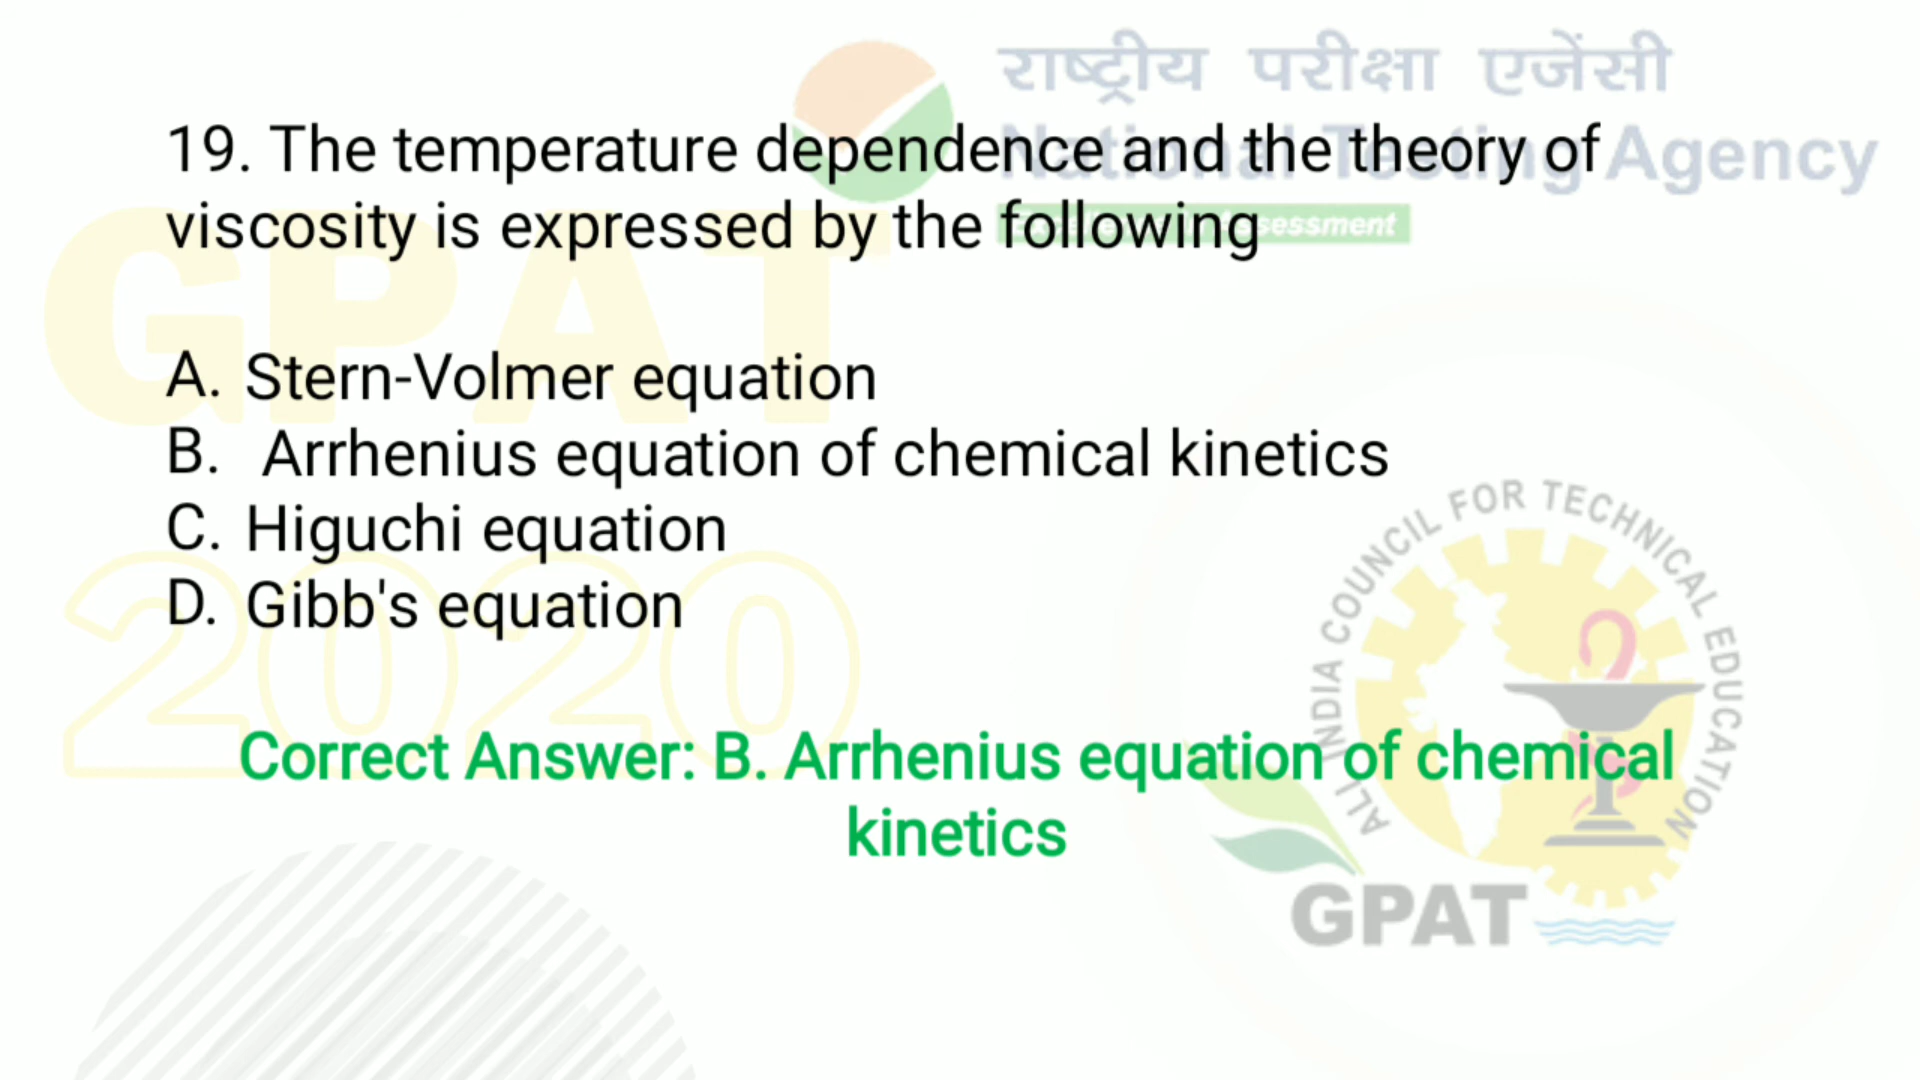 राष्ट्रीय परीक्षा एजेंसी
National Testing Agency
19. The temperature dependence and the theory of
viscosity is expressed by the following
A. Stern-Volmer equation
B. Arrhenius equation of chemical kinetics
C. Higuchi equation
D. Gibb's equation
GPAT
2020
Correct Answer: B. Arrhenius equation of chemical
kinetics
ALL INDIA COUNCIL FOR TECHNICAL EDUCATION
GPAT